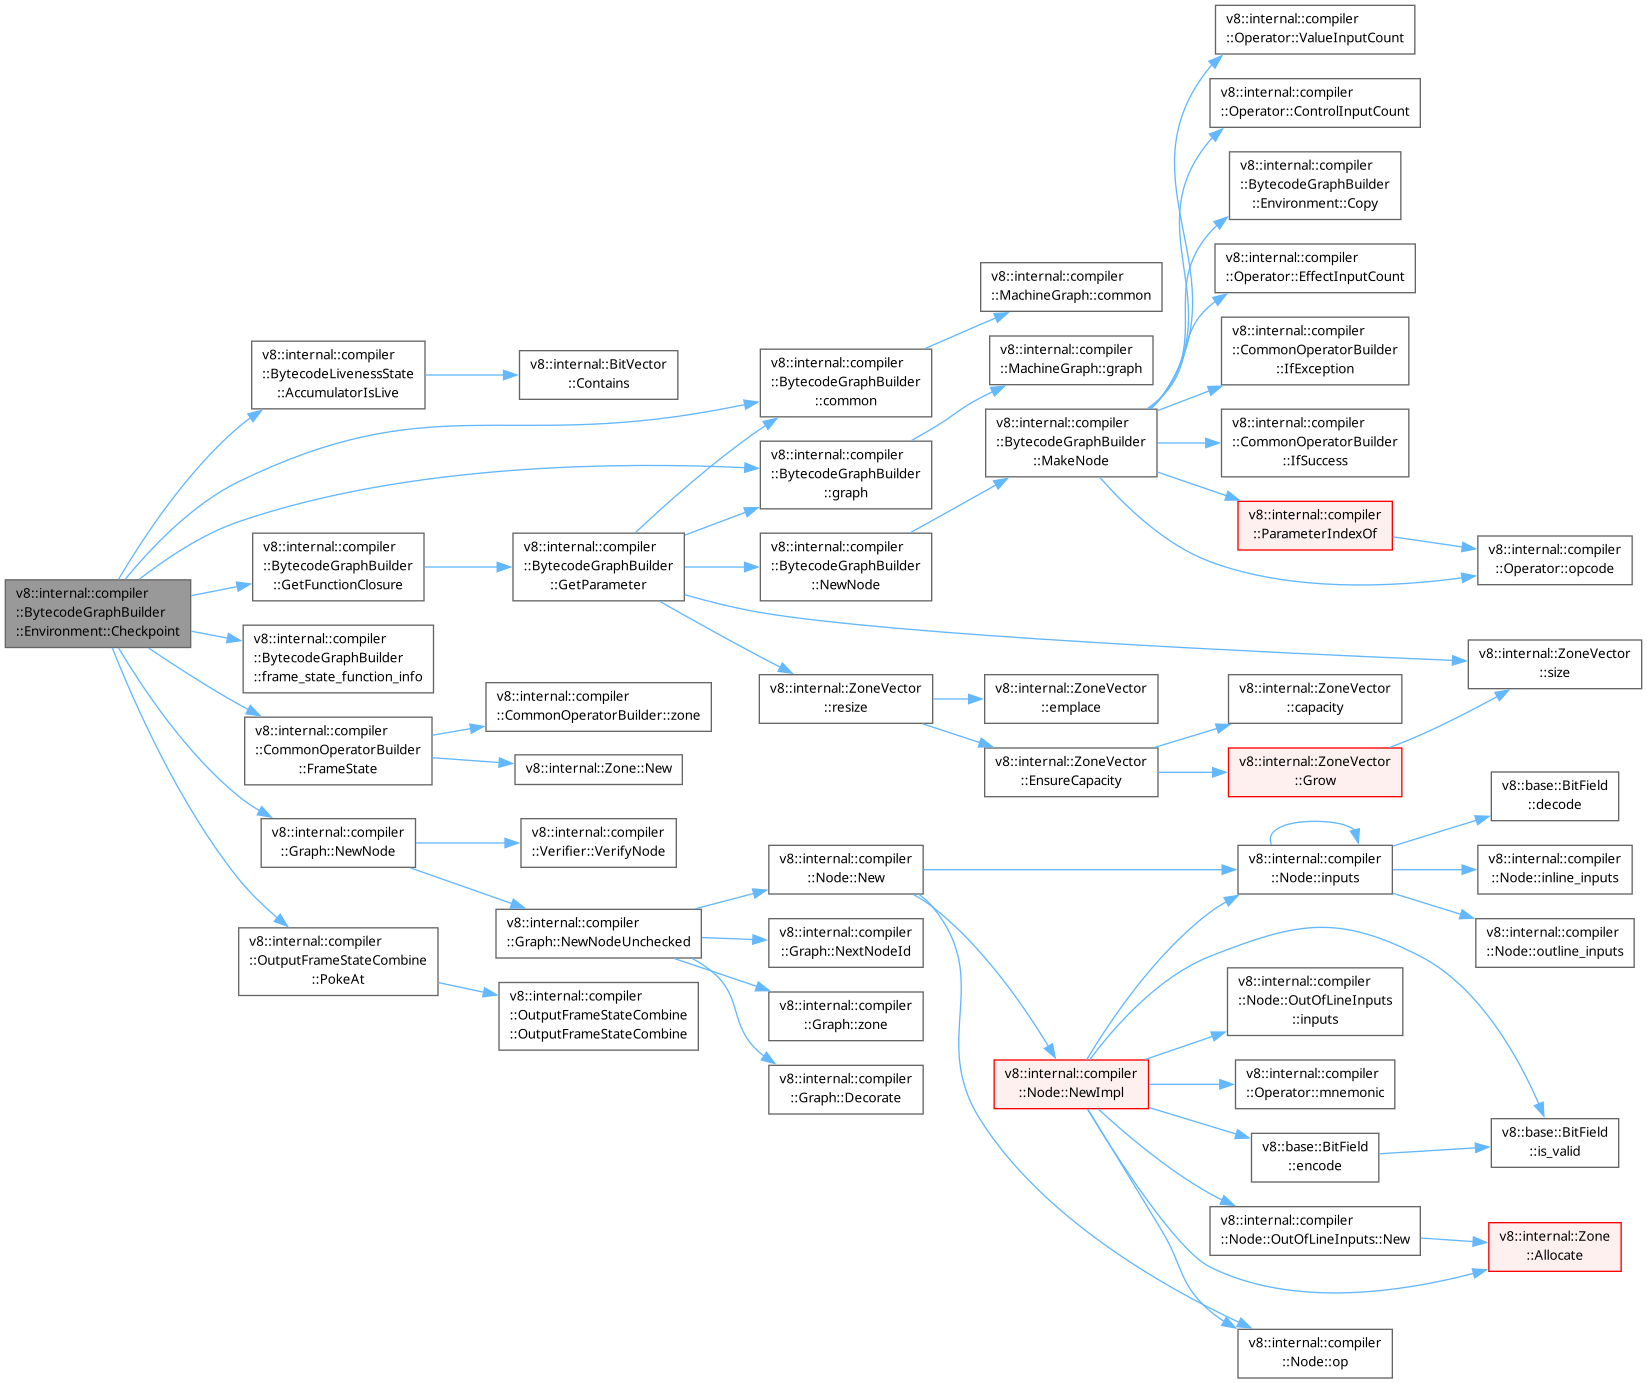 v8::internal::compiler
::BytecodeGraphBuilder
::Environment::Checkpoint
v8::internal::compiler
::BytecodeLivenessState
::AccumulatorIsLive
v8::internal::compiler
::BytecodeGraphBuilder
::GetFunctionClosure
v8::internal::compiler
::BytecodeGraphBuilder
::frame_state_function_info
v8::internal::compiler
::CommonOperatorBuilder
::FrameState
v8::internal::compiler
::Graph::NewNode
v8::internal::compiler
::OutputFrameStateCombine
::PokeAt
v8::internal::BitVector
::Contains
v8::internal::compiler
::BytecodeGraphBuilder
::GetParameter
v8::internal::compiler
::CommonOperatorBuilder::zone
v8::internal::Zone::New
v8::internal::compiler
::Verifier::VerifyNode
v8::internal::compiler
::Graph::NewNodeUnchecked
v8::internal::compiler
::OutputFrameStateCombine
::OutputFrameStateCombine
v8::internal::compiler
::BytecodeGraphBuilder
::common
v8::internal::compiler
::BytecodeGraphBuilder
::graph
v8::internal::compiler
::BytecodeGraphBuilder
::NewNode
v8::internal::ZoneVector
::resize
v8::internal::compiler
::Node::New
v8::internal::compiler
::Graph::NextNodeId
v8::internal::compiler
::Graph::zone
v8::internal::compiler
::Graph::Decorate
v8::internal::compiler
::MachineGraph::common
v8::internal::compiler
::MachineGraph::graph
v8::internal::compiler
::BytecodeGraphBuilder
::MakeNode
v8::internal::ZoneVector
::emplace
v8::internal::ZoneVector
::EnsureCapacity
v8::internal::compiler
::Node::NewImpl
v8::internal::compiler
::Operator::ValueInputCount
v8::internal::compiler
::Operator::ControlInputCount
v8::internal::compiler
::BytecodeGraphBuilder
::Environment::Copy
v8::internal::compiler
::Operator::EffectInputCount
v8::internal::compiler
::CommonOperatorBuilder
::IfException
v8::internal::compiler
::CommonOperatorBuilder
::IfSuccess
v8::internal::compiler
::ParameterIndexOf
v8::internal::ZoneVector
::capacity
v8::internal::ZoneVector
::Grow
v8::internal::compiler
::Node::inputs
v8::internal::compiler
::Node::OutOfLineInputs
::inputs
v8::internal::compiler
::Operator::mnemonic
v8::base::BitField
::encode
v8::internal::compiler
::Node::OutOfLineInputs::New
v8::internal::compiler
::Node::op
v8::internal::compiler
::Operator::opcode
v8::internal::ZoneVector
::size
v8::base::BitField
::decode
v8::internal::compiler
::Node::inline_inputs
v8::internal::compiler
::Node::outline_inputs
v8::base::BitField
::is_valid
v8::internal::Zone
::Allocate